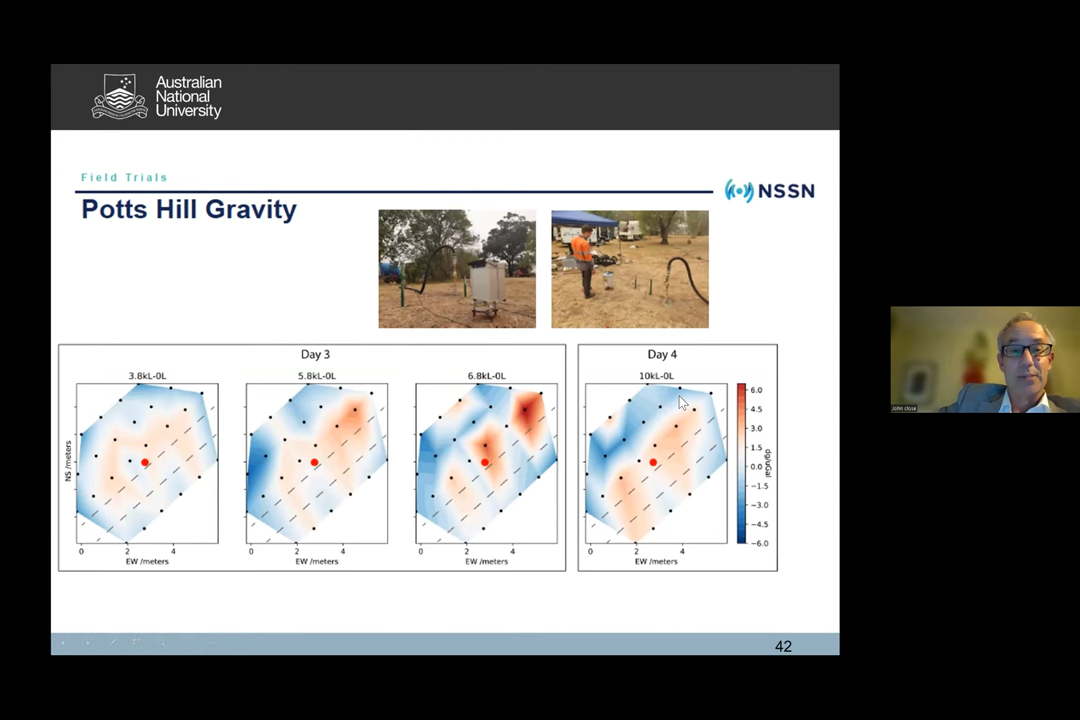 Australian
National
University
Field Trials
NSSN
Potts Hill Gravity
Day 3
Day 4
3.8kL-0L
5.8kL-0L
6.8kL-0L
10kL-0L
NS /meters
0 2 4
0 2 4
0 2 4
0 2 4
EW /meters
EW /meters
EW /meters
EW /meters
6.0
4.5
3.0
1.5
0.0
−1.5
−3.0
−4.5
−6.0
John close
42